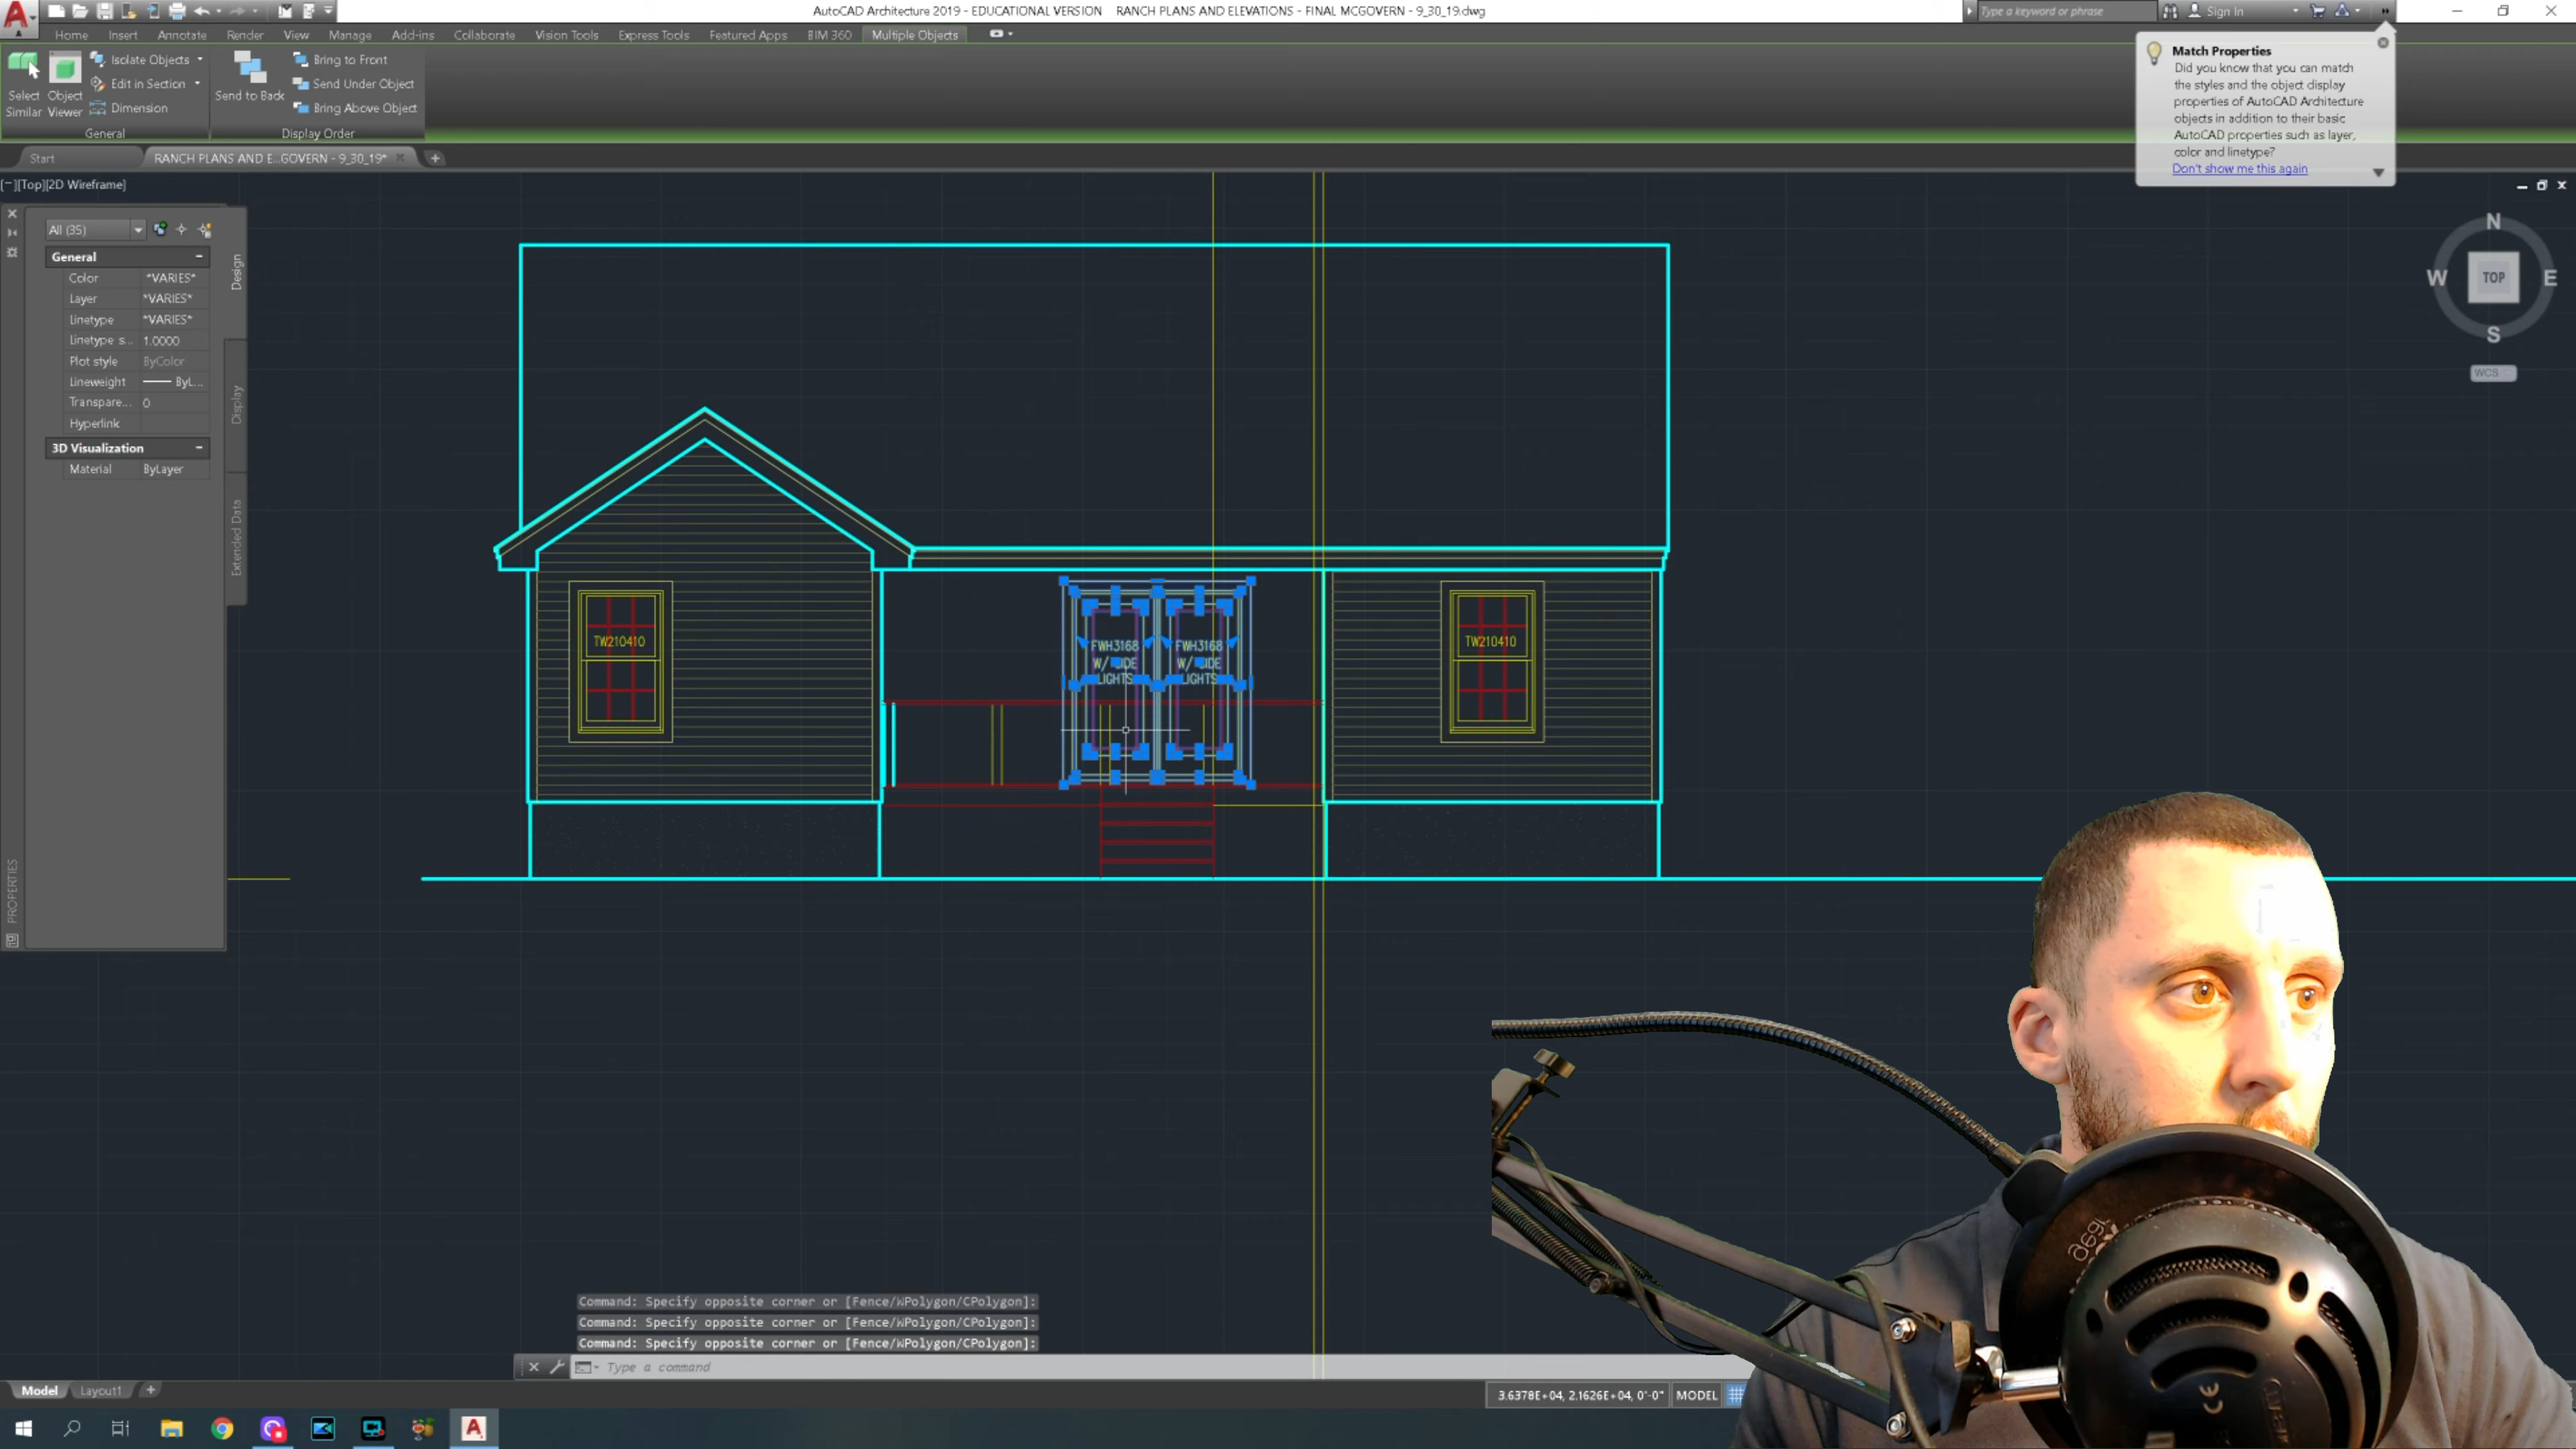 AutoCAD Architecture 2019 - EDUCATIONAL VERSION RANCH PLANS AND ELEVATIONS - FINAL MCGOVERN - 9_30_19.dwg
Type a keyword or phrase
Sign In
Home Insert Annotate Render View Manage Add-ins Collaborate Vision Tools Express Tools Featured Apps BIM 360 Multiple Objects
Select Similar
Object Viewer
Isolate Objects
Edit in Section
Dimension
General
Send to Back
Bring to Front
Send Under Object
Bring Above Object
Display Order
Match Properties
Did you know that you can match
the styles and the object display
properties of AutoCAD Architecture
objects in addition to their basic
AutoCAD properties such as layer,
color and linetype?
Don't show me this again
Start
RANCH PLANS AND E...GOVERN - 9_30_19*
[−][Top][2D Wireframe]
All (35)
General
Color *VARIES*
Layer *VARIES*
Linetype *VARIES*
Linetype s... 1.0000
Plot style ByColor
Lineweight ByL...
Transpare... 0
Hyperlink
3D Visualization
Material ByLayer
Design
Display
Extended Data
PROPERTIES
N
W TOP E
S
WCS
TW210410
FWH3168
W/
LIGHTS
FWH3168
W/
LIGHTS
TW210410
Command: Specify opposite corner or [Fence/WPolygon/CPolygon]:
Command: Specify opposite corner or [Fence/WPolygon/CPolygon]:
Command: Specify opposite corner or [Fence/WPolygon/CPolygon]:
Type a command
Model Layout1
3.6378E+04, 2.1626E+04, 0'-0" MODEL